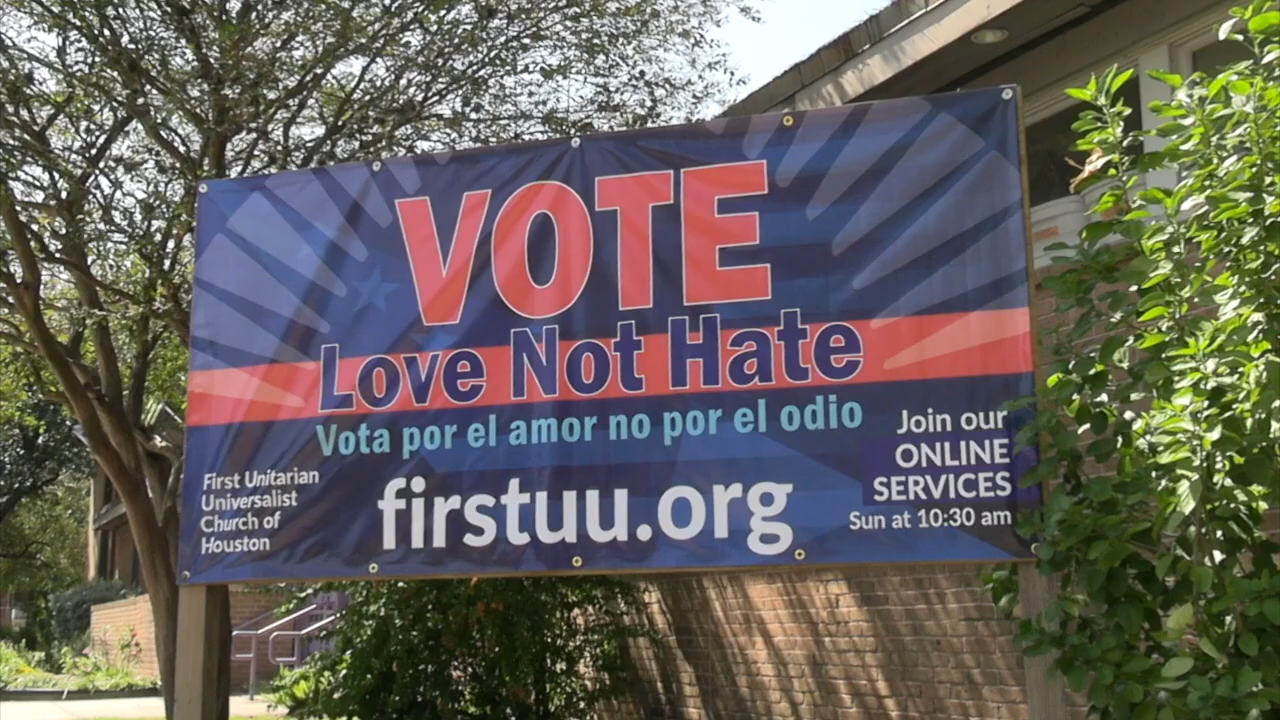 VOTE
Love Not Hate
Vota por el amor no por el odio
First Unitarian
Universalist
Church of
Houston
firstuu.org
Join our
ONLINE
SERVICES
Sun at 10:30 am